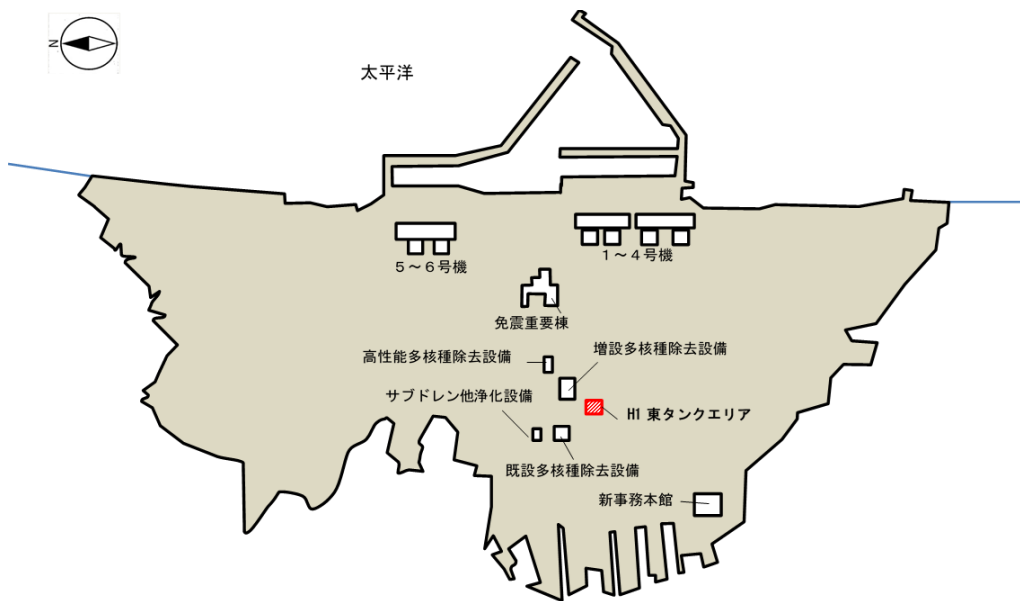 N
太平洋
５～６号機
１～４号機
免震重要棟
高性能多核種除去設備
増設多核種除去設備
サブドレン他浄化設備
H1 東タンクエリア
既設多核種除去設備
新事務本館